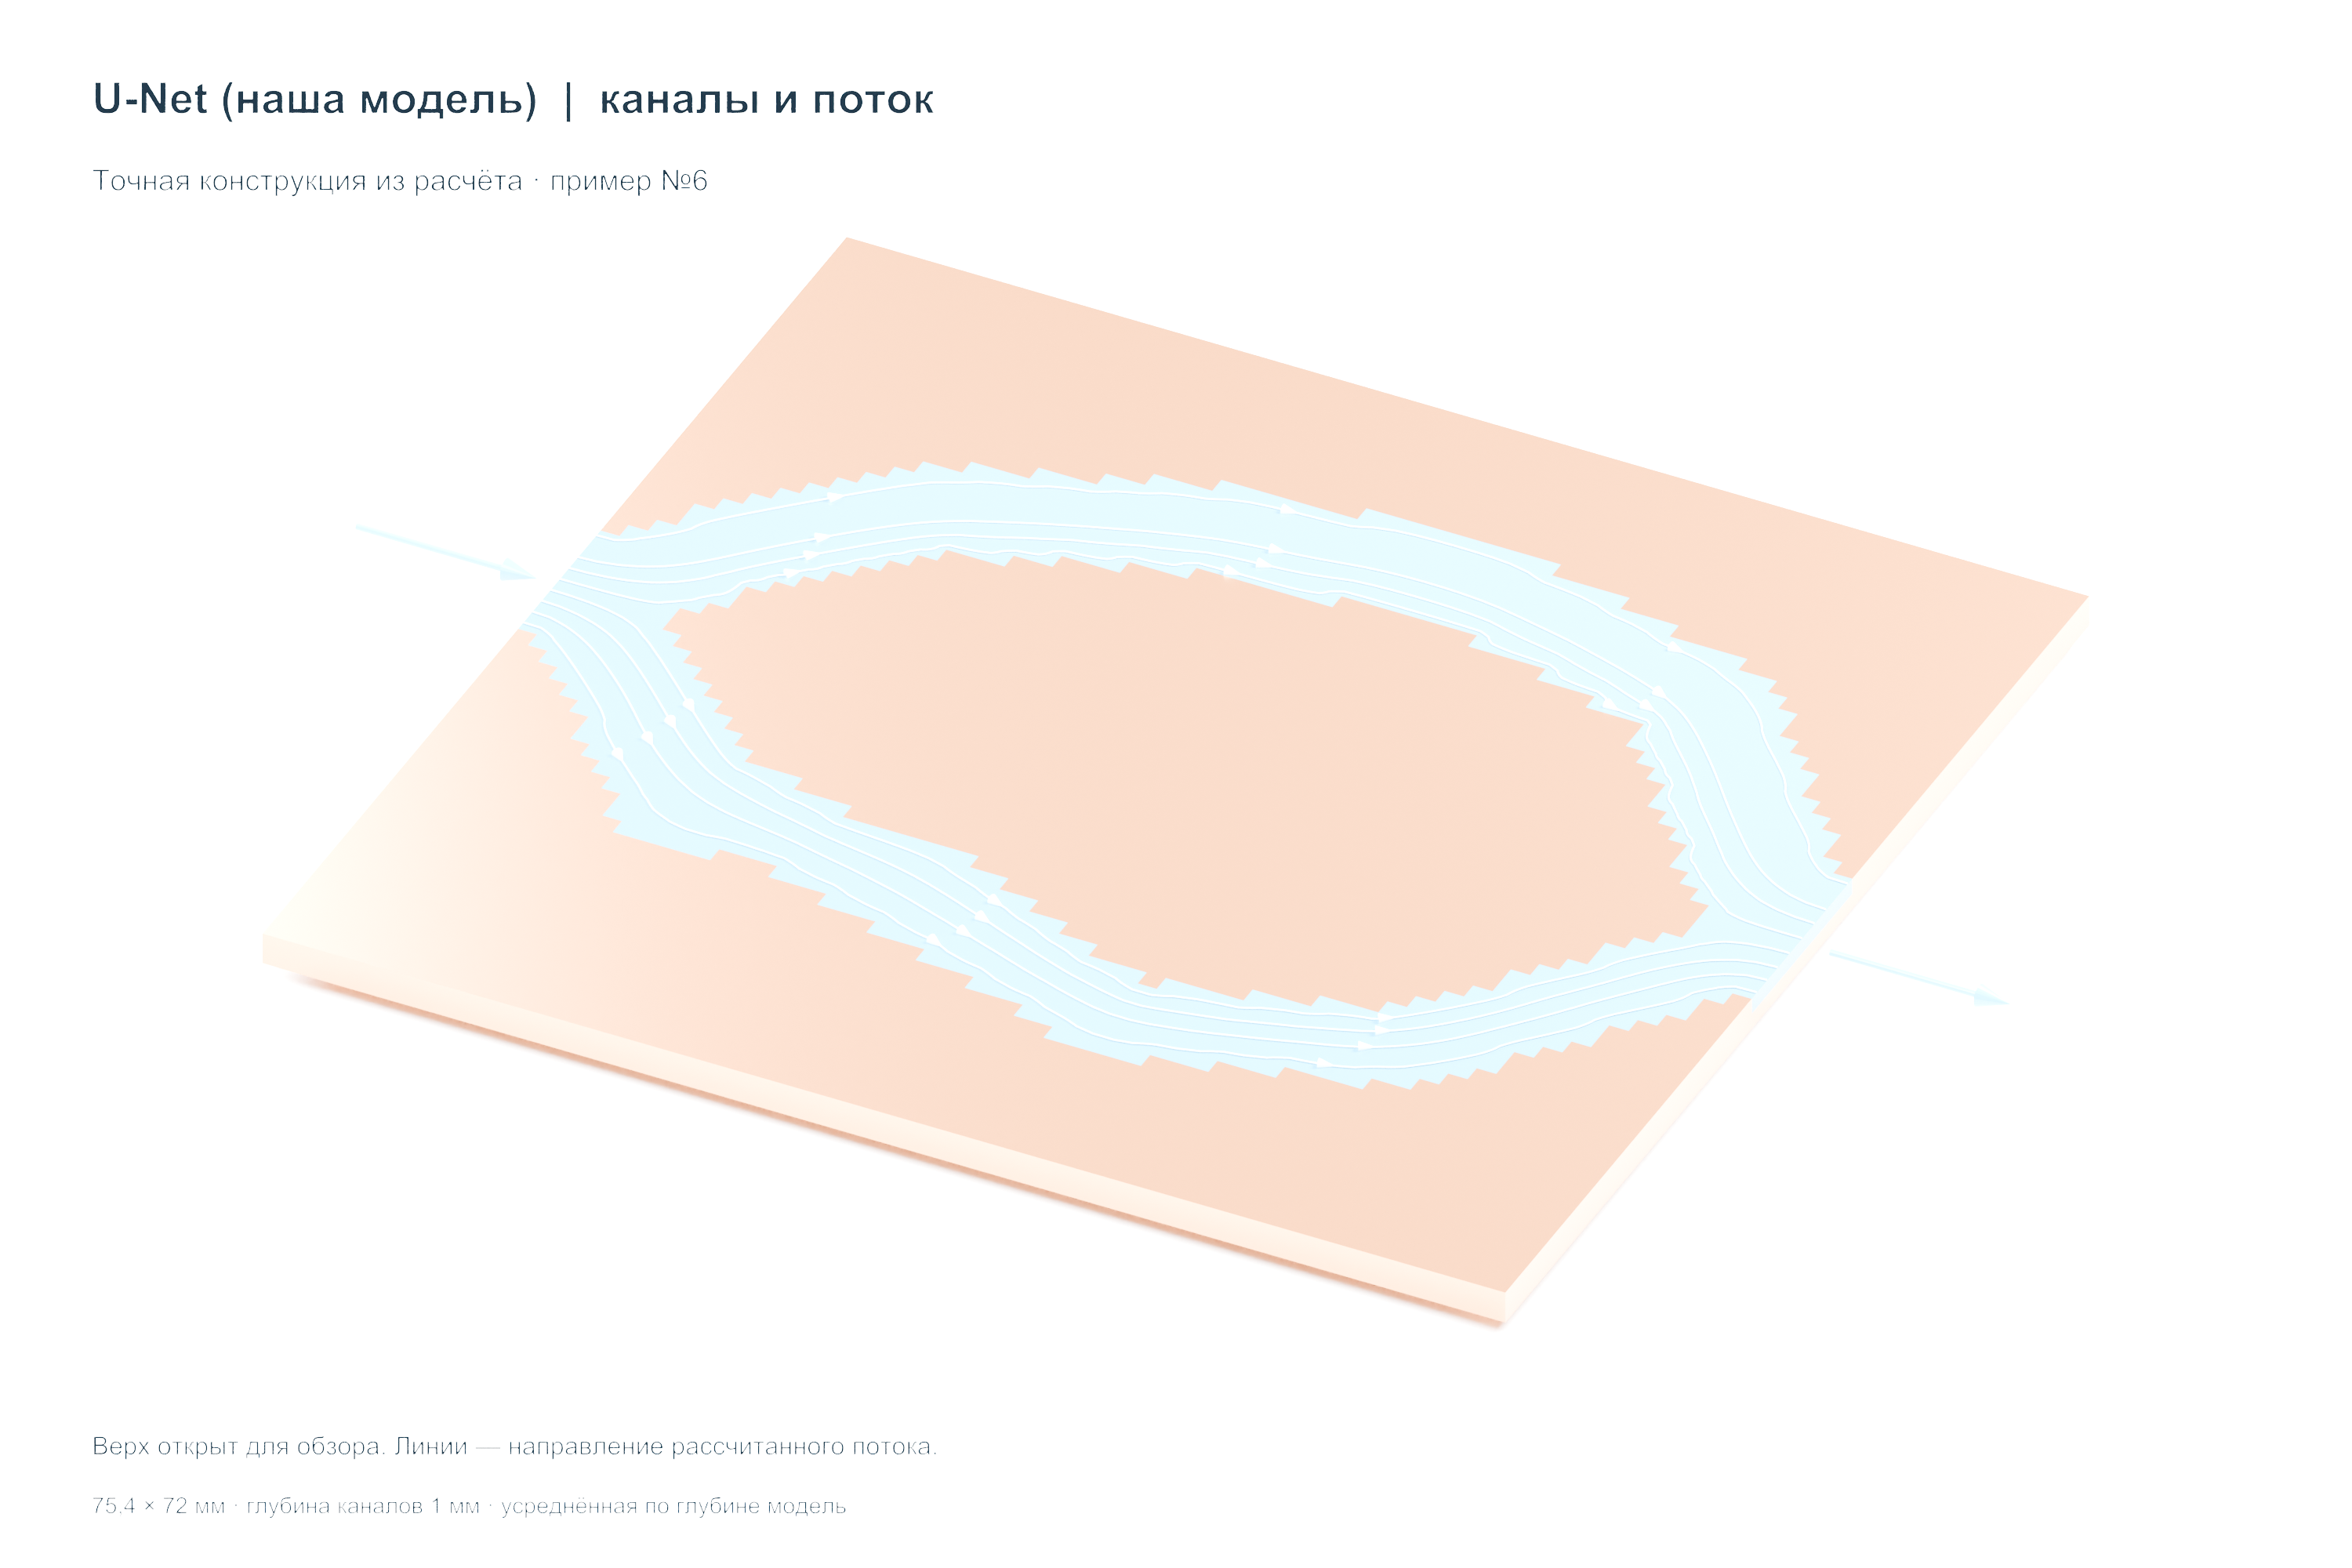 U-Net (наша модель) | каналы и поток
Точная конструкция из расчёта · пример №6
Верх открыт для обзора. Линии — направление рассчитанного потока.
75.4 × 72 мм · глубина каналов 1 мм · усреднённая по глубине модель